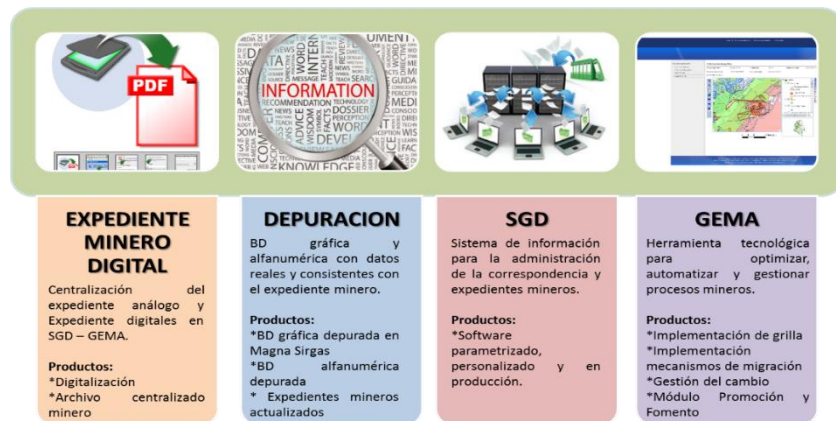 PDF
INFORMATION
EXPEDIENTE
MINERO
DIGITAL
Centralización del
expediente análogo y
Expediente digitales en
SGD – GEMA.
Productos:
*Digitalización
*Archivo centralizado
minero
DEPURACION
BD gráfica y
alfanumérica con datos
reales y consistentes con
el expediente minero.
Productos:
*BD gráfica depurada en
Magna Sirgas
*BD alfanumérica
depurada
* Expedientes mineros
actualizados
SGD
Sistema de información
para la administración
de la correspondencia y
expedientes mineros.
Productos:
*Software
parametrizado,
personalizado y en
producción.
GEMA
Herramienta tecnológica
para optimizar,
automatizar y gestionar
procesos mineros.
Productos:
*Implementación de grilla
*Implementación
mecanismos de migración
*Gestión del cambio
*Módulo Promoción y
Fomento